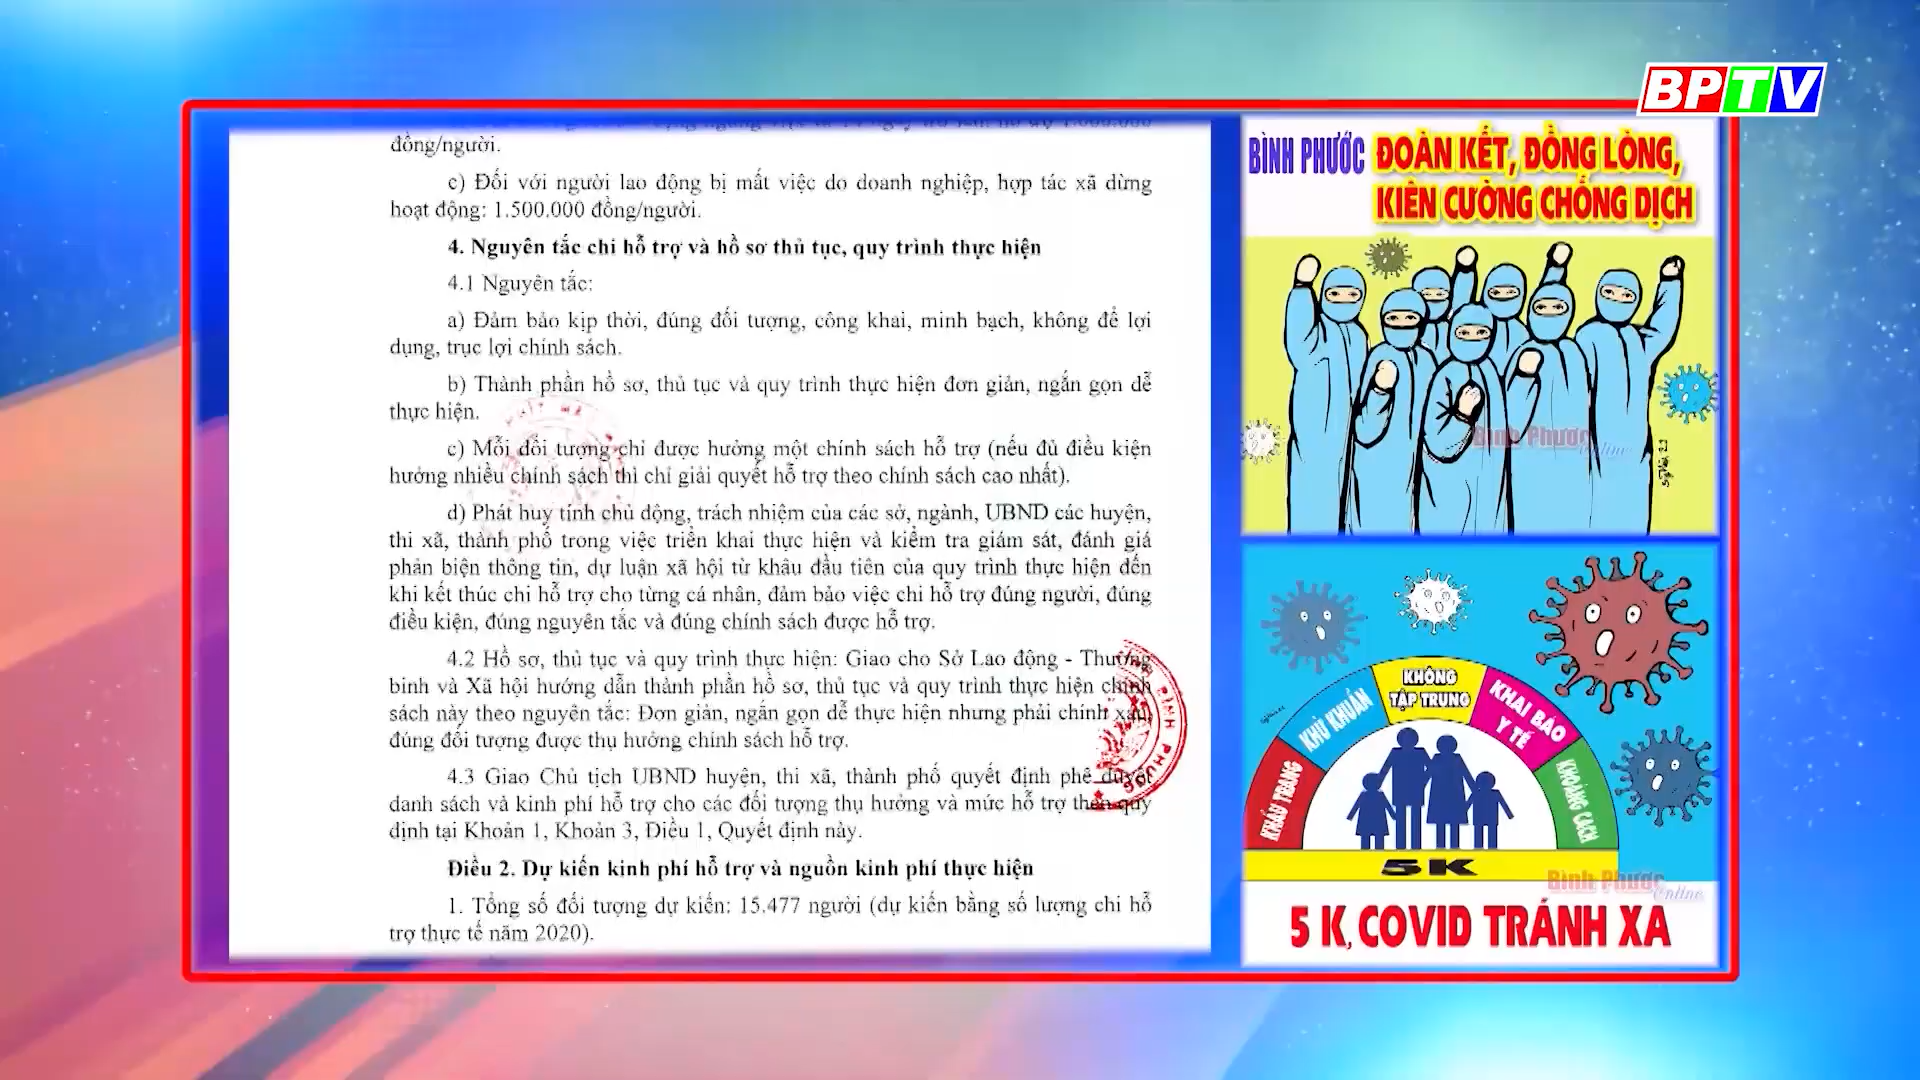 BPTV
đồng/người.
c) Đối với người lao động bị mất việc do doanh nghiệp, hợp tác xã dừng
hoạt động: 1.500.000 đồng/người.
4. Nguyên tắc chi hỗ trợ và hồ sơ thủ tục, quy trình thực hiện
4.1 Nguyên tắc:
a) Đảm bảo kịp thời, đúng đối tượng, công khai, minh bạch, không để lợi
dụng, trục lợi chính sách.
b) Thành phần hồ sơ, thủ tục và quy trình thực hiện đơn giản, ngắn gọn dễ
thực hiện.
c) Mỗi đối tượng chỉ được hưởng một chính sách hỗ trợ (nếu đủ điều kiện
hưởng nhiều chính sách thì chỉ giải quyết hỗ trợ theo chính sách cao nhất).
d) Phát huy tính chủ động, trách nhiệm của các sở, ngành, UBND các huyện,
thị xã, thành phố trong việc triển khai thực hiện và kiểm tra giám sát, đánh giá
phản biện thông tin, dự luận xã hội từ khâu đầu tiên của quy trình thực hiện đến
khi kết thúc chi hỗ trợ cho từng cá nhân, đảm bảo việc chi hỗ trợ đúng người, đúng
điều kiện, đúng nguyên tắc và đúng chính sách được hỗ trợ.
4.2 Hồ sơ, thủ tục và quy trình thực hiện: Giao cho Sở Lao động - Thương
binh và Xã hội hướng dẫn thành phần hồ sơ, thủ tục và quy trình thực hiện chính
sách này theo nguyên tắc: Đơn giản, ngắn gọn dễ thực hiện nhưng phải chính xác,
đúng đối tượng được thụ hưởng chính sách hỗ trợ.
4.3 Giao Chủ tịch UBND huyện, thị xã, thành phố quyết định phê duyệt
danh sách và kinh phí hỗ trợ cho các đối tượng thụ hưởng và mức hỗ trợ theo quy
định tại Khoản 1, Khoản 3, Điều 1, Quyết định này.
Điều 2. Dự kiến kinh phí hỗ trợ và nguồn kinh phí thực hiện
1. Tổng số đối tượng dự kiến: 15.477 người (dự kiến bằng số lượng chi hỗ
trợ thực tế năm 2020).
BÌNH PHƯỚC ĐOÀN KẾT, ĐỒNG LÒNG,
KIÊN CƯỜNG CHỐNG DỊCH
Bình Phước Online
KHẨU TRANG
KHỬ KHUẨN
KHÔNG
TẬP TRUNG
KHAI BÁO
Y TẾ
KHOẢNG CÁCH
5 K
Bình Phước Online
5 K, COVID TRÁNH XA